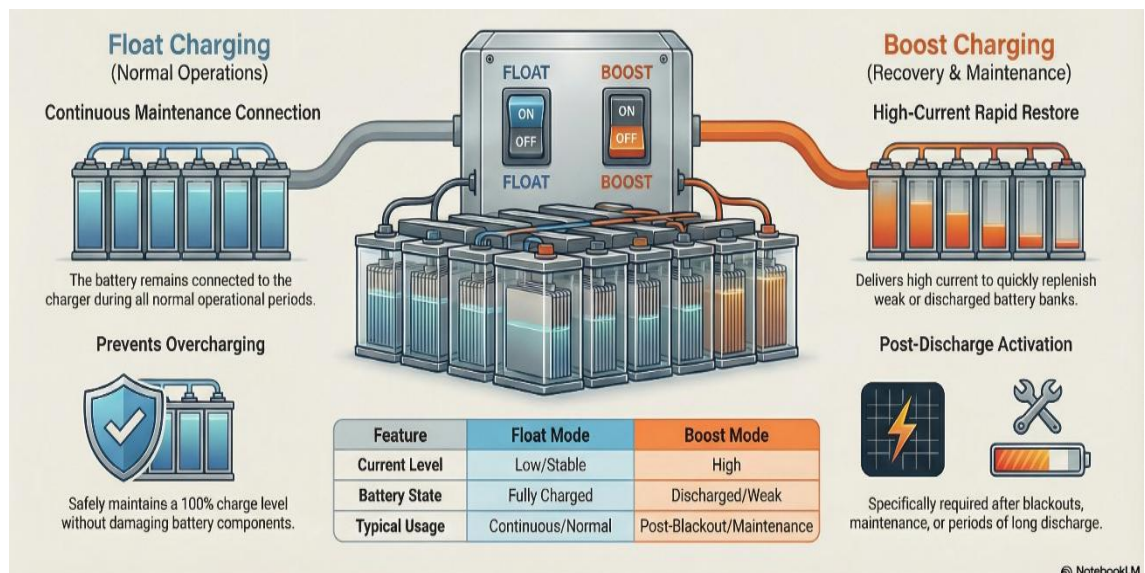 Float Charging
(Normal Operations)
Continuous Maintenance Connection
The battery remains connected to the
charger during all normal operational periods.
Prevents Overcharging
Safely maintains a 100% charge level
without damaging battery components.
FLOAT
BOOST
ON
OFF
ON
OFF
FLOAT
BOOST
Feature Float Mode Boost Mode
Current Level Low/Stable High
Battery State Fully Charged Discharged/Weak
Typical Usage Continuous/Normal Post-Blackout/Maintenance
Boost Charging
(Recovery & Maintenance)
High-Current Rapid Restore
Delivers high current to quickly replenish
weak or discharged battery banks.
Post-Discharge Activation
Specifically required after blackouts,
maintenance, or periods of long discharge.
NotebookLM